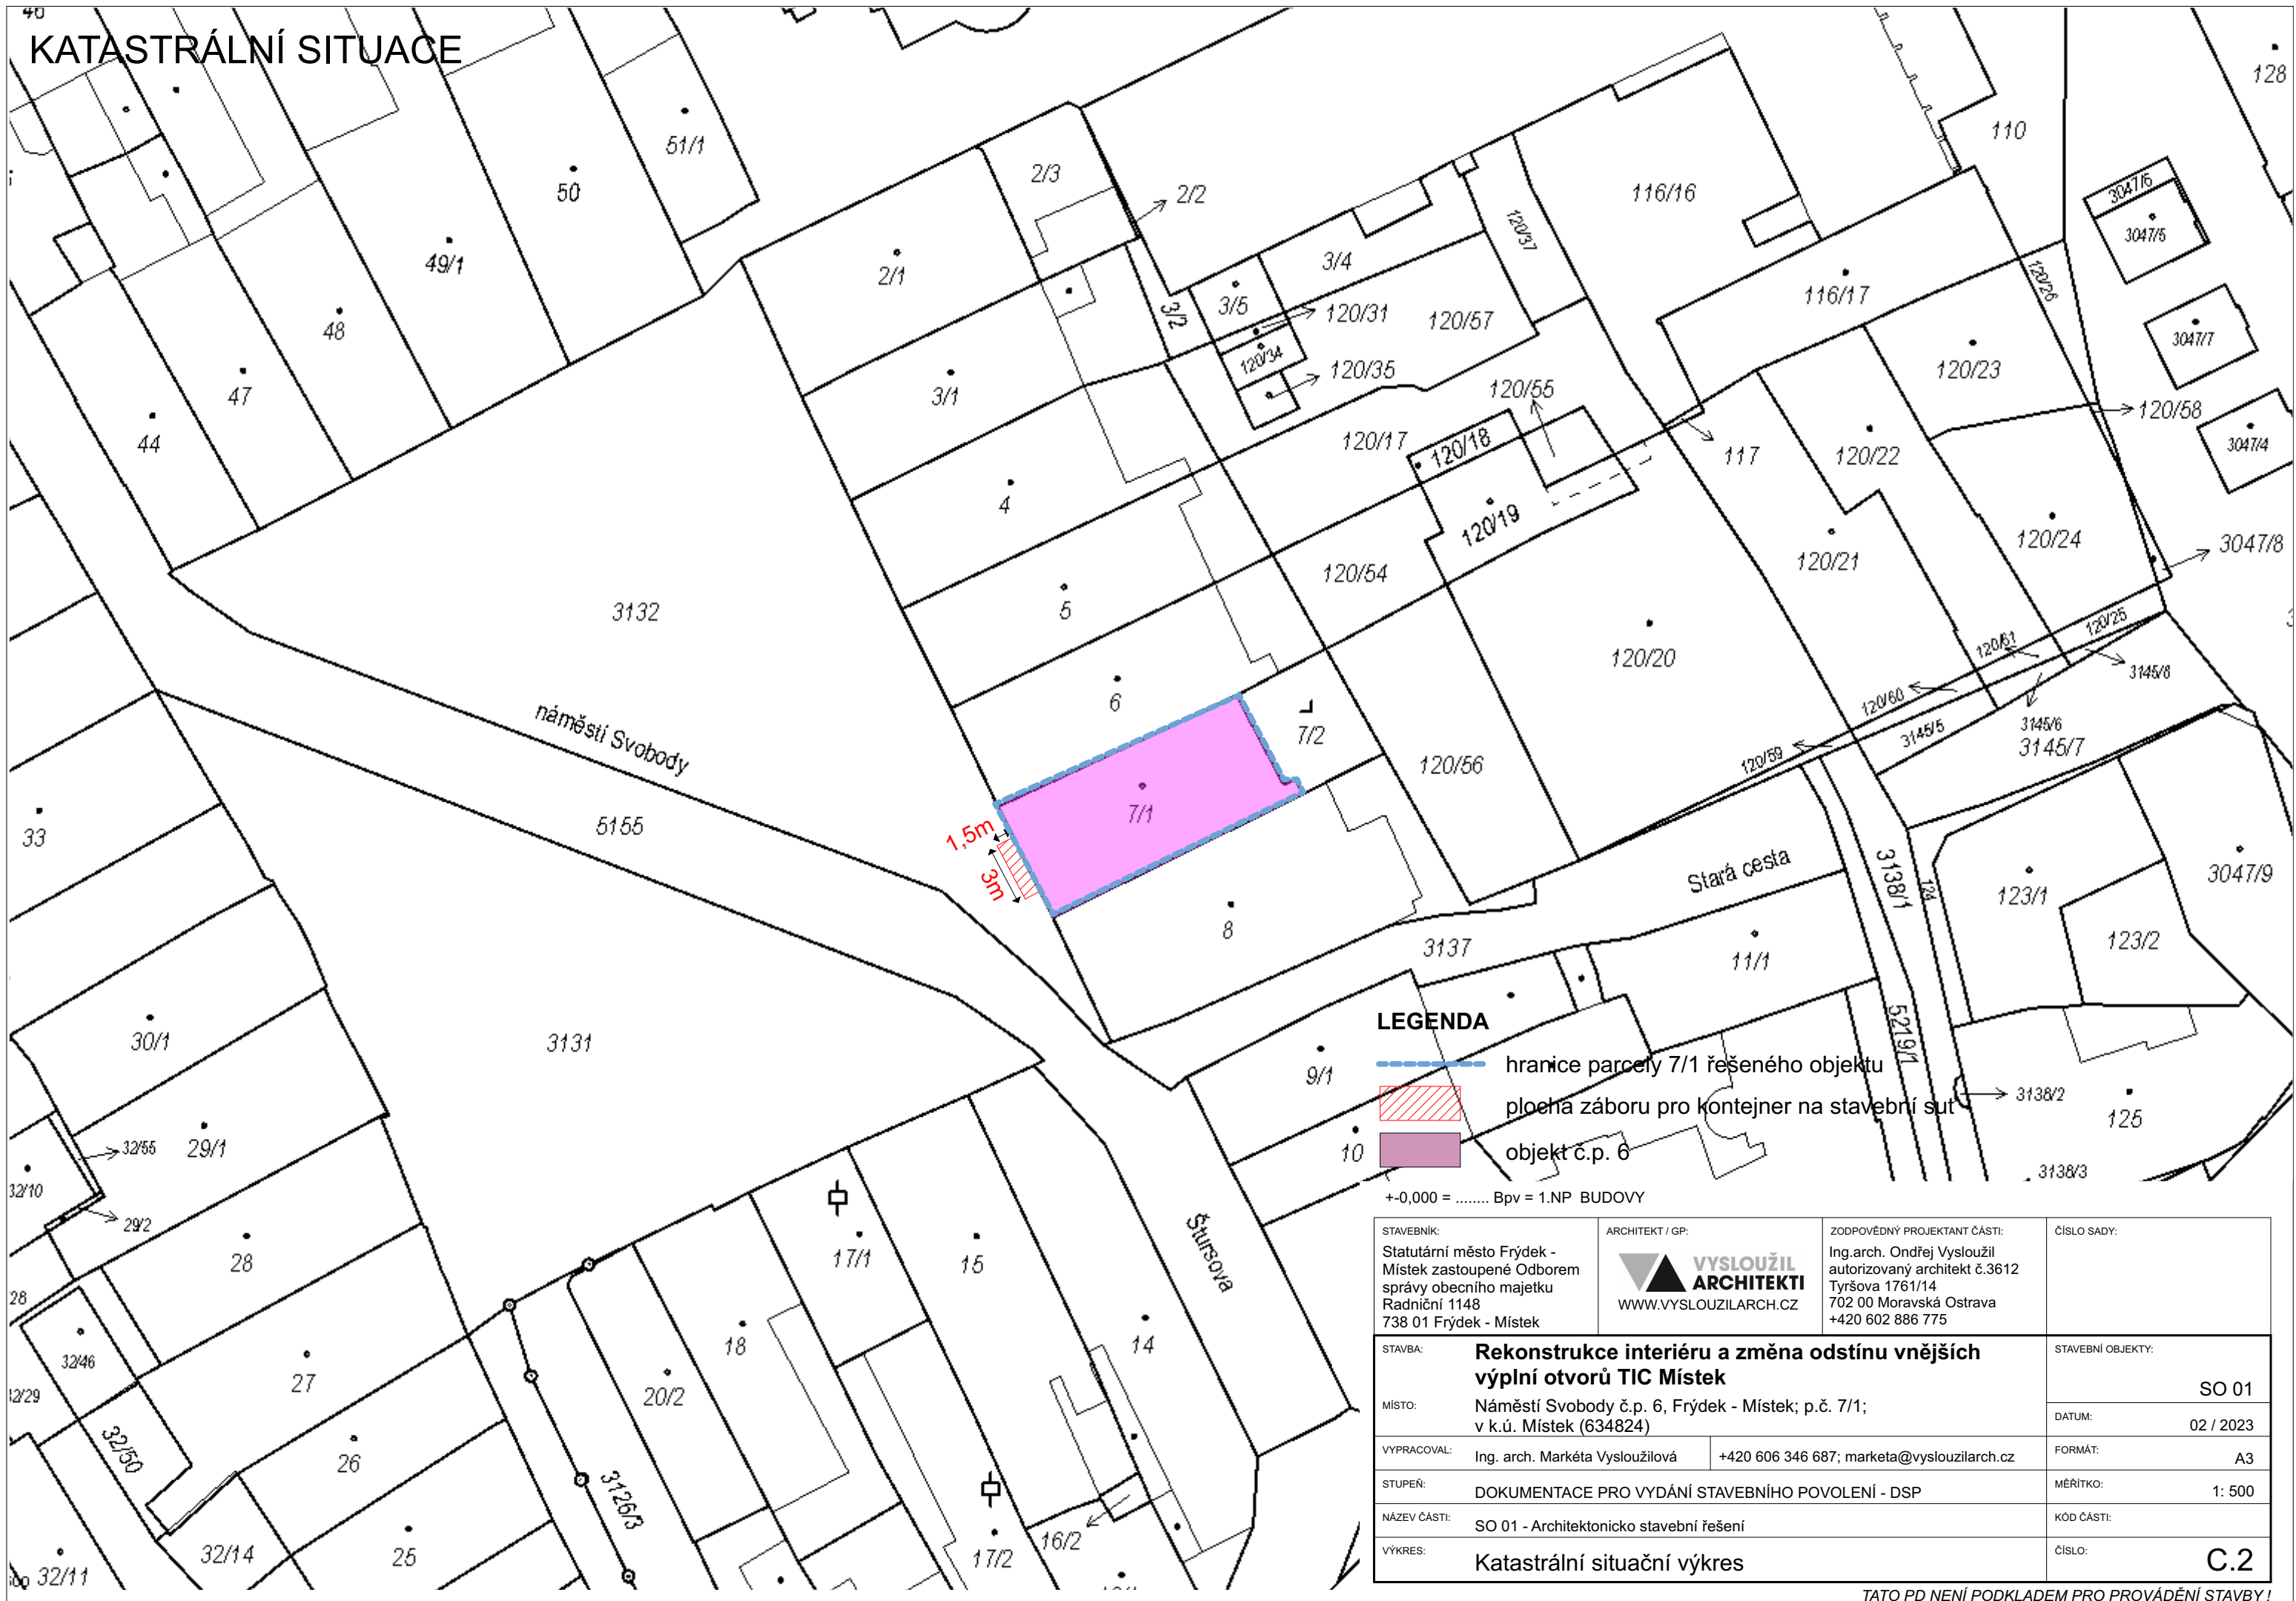 KATASTRÁLNÍ SITUACE
46
128
110
51/1
50
49/1
48
47
44
2/3
2/2
2/1
3/1
3/2
3/4
3/5
120/31
120/34
120/35
120/57
120/37
116/16
116/17
3047/6
3047/5
3047/7
3047/4
120/26
120/23
120/58
120/22
117
120/55
120/17
120/18
120/19
4
5
6
120/54
120/21
120/24
3047/8
3132
120/20
120/61
120/25
3145/8
120/60
3145/5
3145/6
3145/7
120/59
náměstí Svobody
7/2
7/1
120/56
1,5m
3m
33
5155
8
Stará cesta
3138/1
124
123/1
3047/9
123/2
3137
11/1
5219/1
30/1
3131
9/1
10
3138/2
125
3138/3
32/55
29/1
32/10
29/2
28
28
17/1
15
Štursova
32/46
32/29
27
18
20/2
14
32/50
26
3126/3
32/14
25
32/11
17/2
16/2
LEGENDA
hranice parcely 7/1 řešeného objektu
plocha záboru pro kontejner na stavební suť
objekt č.p. 6
+-0,000 = ........ Bpv = 1.NP BUDOVY
STAVEBNÍK:
Statutární město Frýdek -
Místek zastoupené Odborem
správy obecního majetku
Radniční 1148
738 01 Frýdek - Místek
ARCHITEKT / GP:
VYSLOUŽIL
ARCHITEKTI
WWW.VYSLOUZILARCH.CZ
ZODPOVĚDNÝ PROJEKTANT ČÁSTI:
Ing.arch. Ondřej Vysloužil
autorizovaný architekt č.3612
Tyršova 1761/14
702 00 Moravská Ostrava
+420 602 886 775
ČÍSLO SADY:
STAVBA: Rekonstrukce interiéru a změna odstínu vnějších
výplní otvorů TIC Místek
MÍSTO: Náměstí Svobody č.p. 6, Frýdek - Místek; p.č. 7/1;
v k.ú. Místek (634824)
STAVEBNÍ OBJEKTY:
SO 01
DATUM: 02 / 2023
VYPRACOVAL: Ing. arch. Markéta Vysloužilová +420 606 346 687; marketa@vyslouzilarch.cz
FORMÁT: A3
STUPEŇ: DOKUMENTACE PRO VYDÁNÍ STAVEBNÍHO POVOLENÍ - DSP
MĚŘÍTKO: 1: 500
NÁZEV ČÁSTI: SO 01 - Architektonicko stavební řešení
KÓD ČÁSTI:
VÝKRES: Katastrální situační výkres
ČÍSLO: C.2
TATO PD NENÍ PODKLADEM PRO PROVÁDĚNÍ STAVBY !